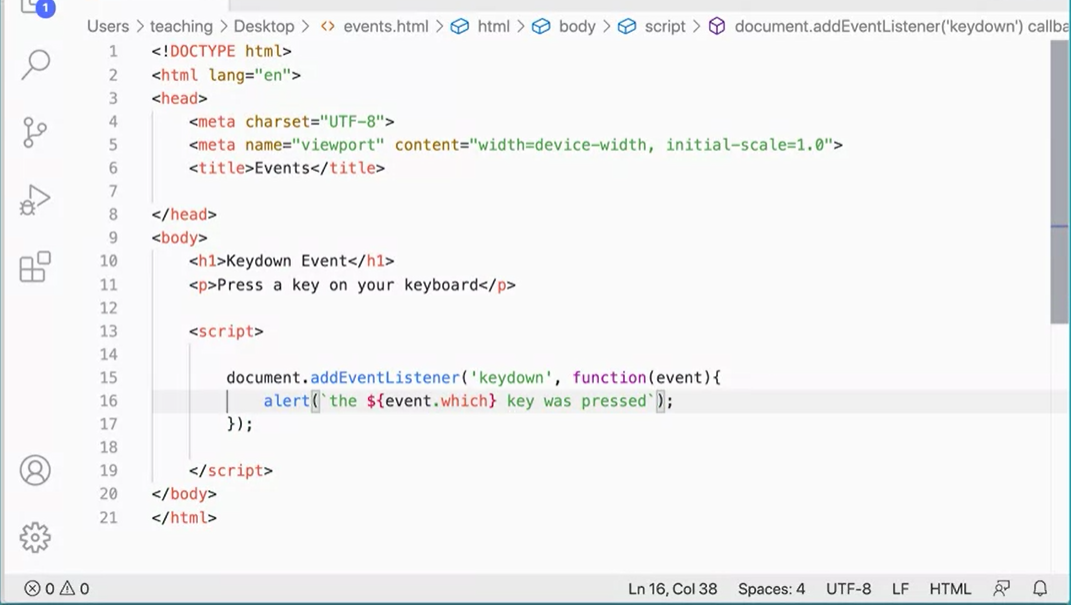 1
Users > teaching > Desktop > <> events.html > html > body > script > document.addEventListener('keydown') callba
1 <!DOCTYPE html>
2 <html lang="en">
3 <head>
4 <meta charset="UTF-8">
5 <meta name="viewport" content="width=device-width, initial-scale=1.0">
6 <title>Events</title>
7
8 </head>
9 <body>
10 <h1>Keydown Event</h1>
11 <p>Press a key on your keyboard</p>
12
13 <script>
14
15 document.addEventListener('keydown', function(event){
16 alert(`the ${event.which} key was pressed`);
17 });
18
19 </script>
20 </body>
21 </html>
0 0 Ln 16, Col 38 Spaces: 4 UTF-8 LF HTML